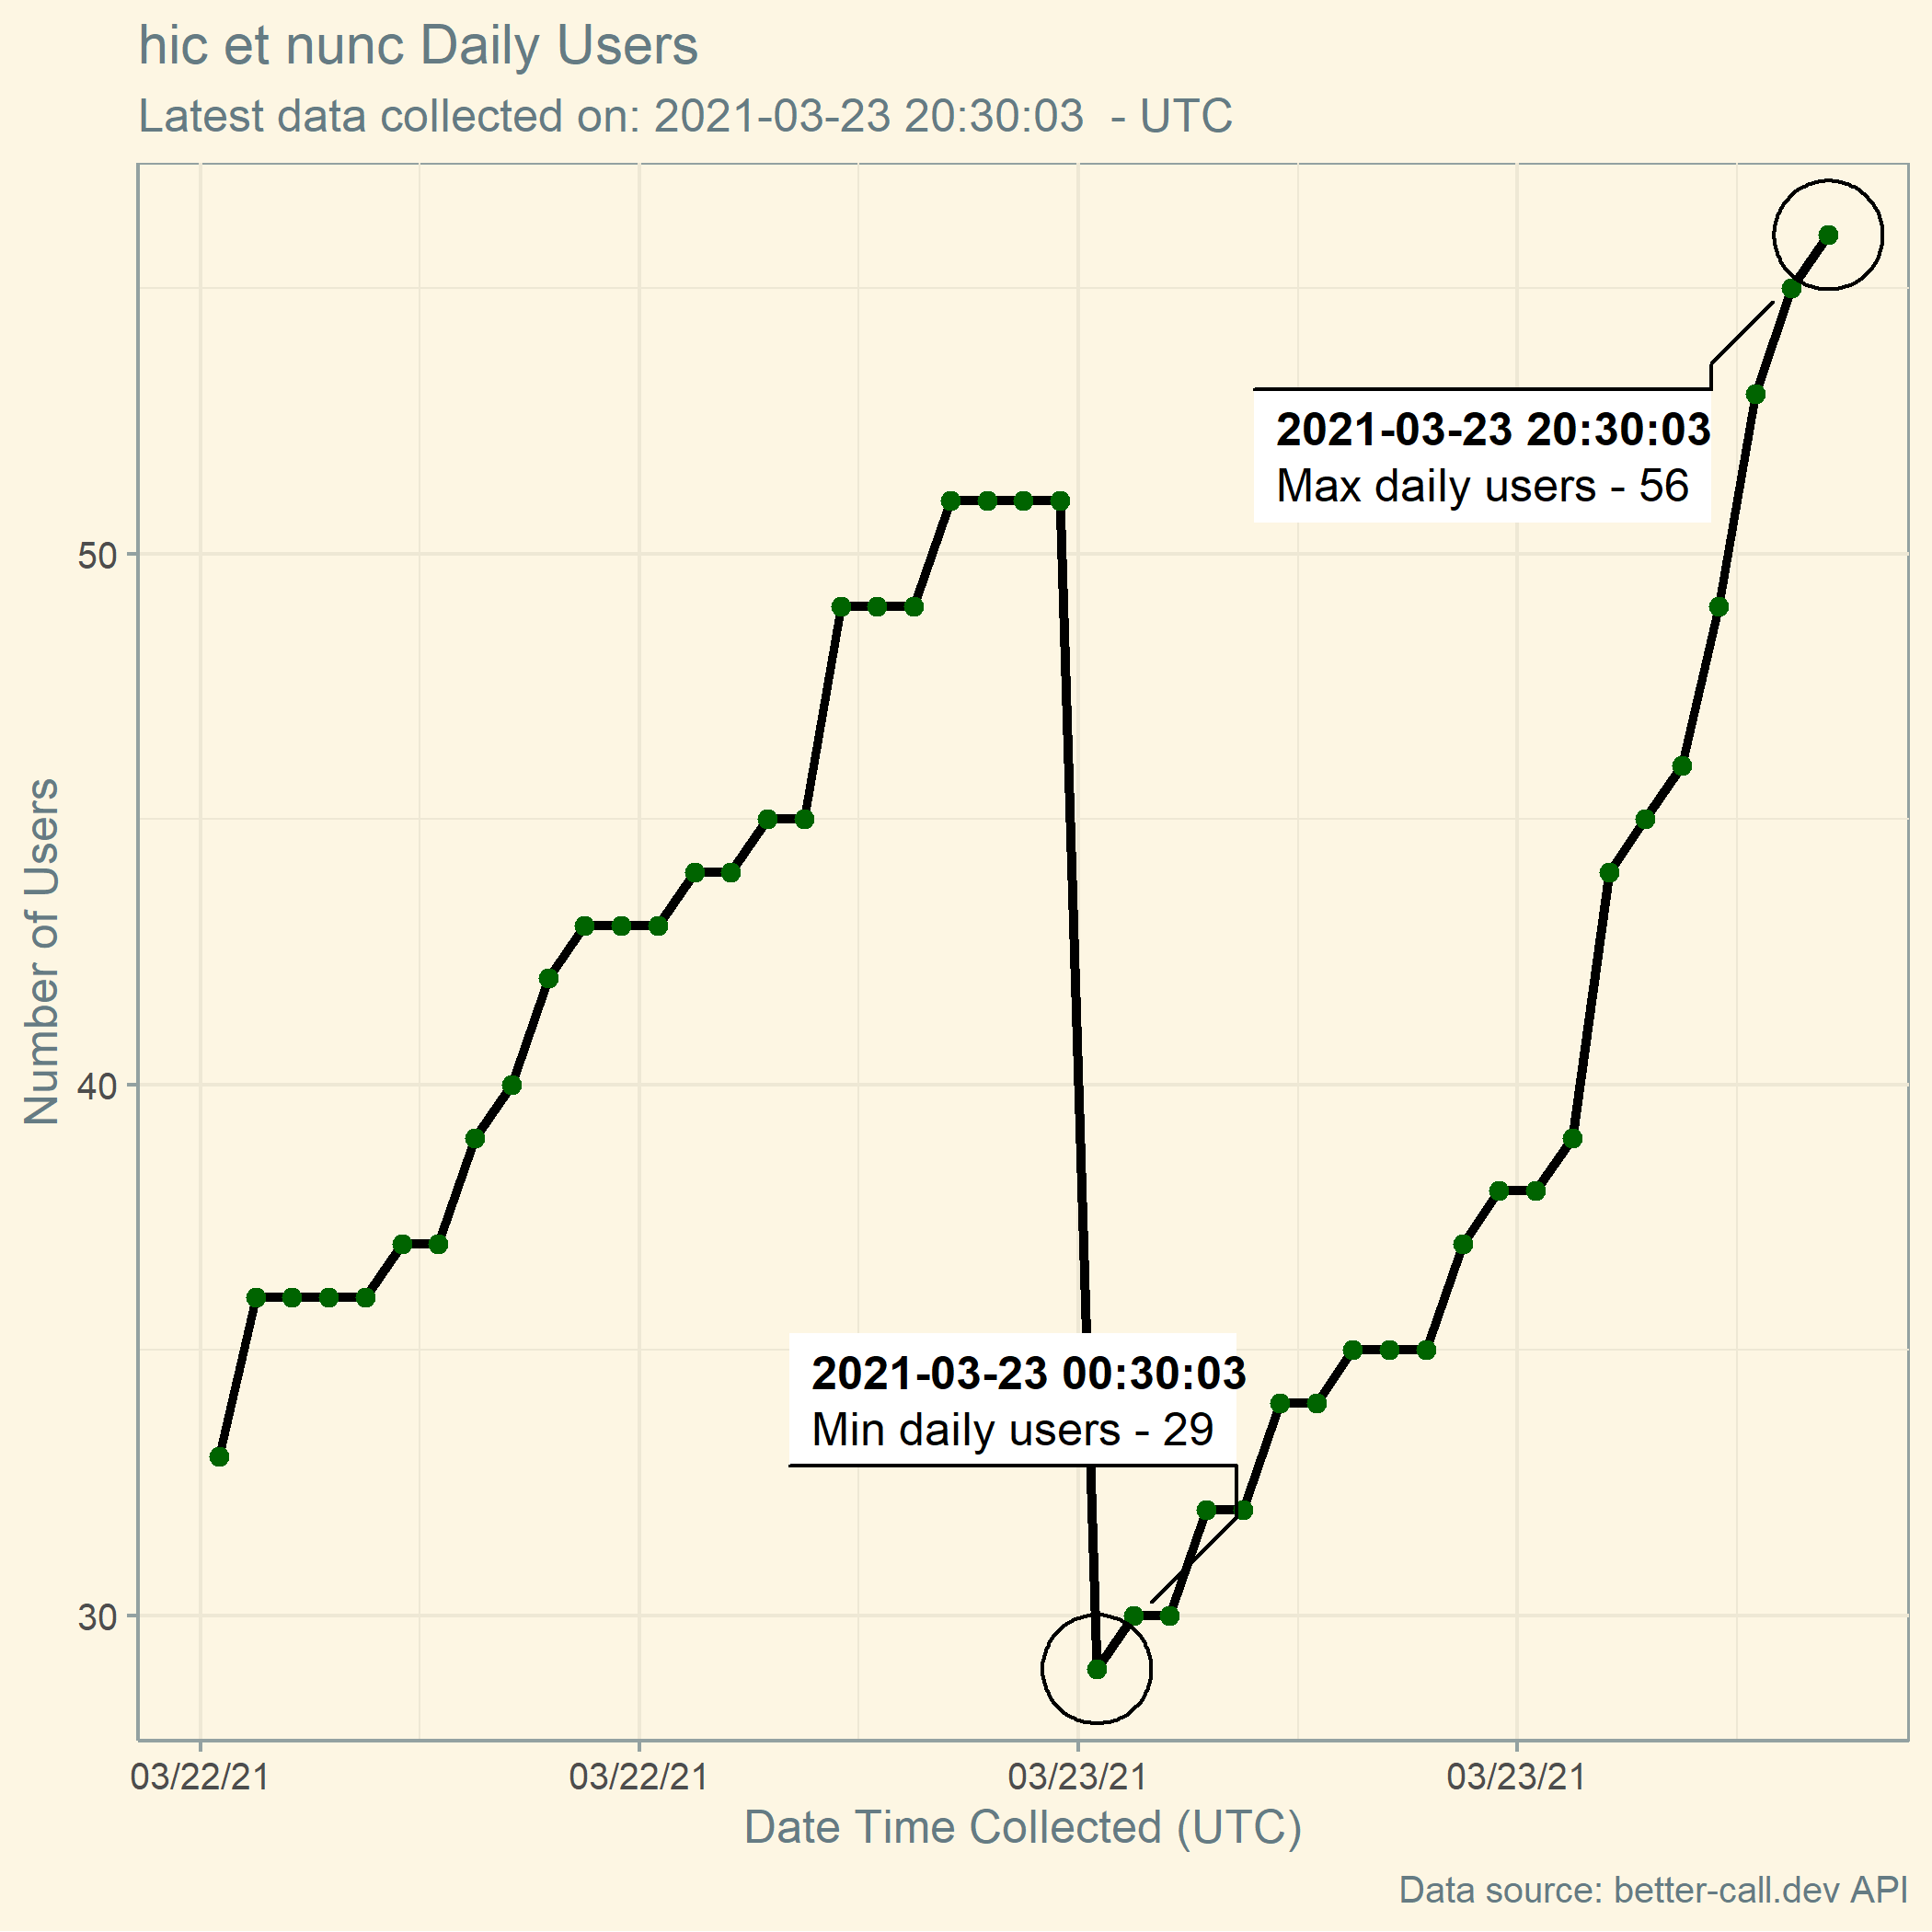 hic et nunc Daily Users
Latest data collected on: 2021-03-23 20:30:03  - UTC
2021-03-23 20:30:03
Max daily users - 56
50
Number of Users
40
2021-03-23 00:30:03
Min daily users - 29
30
03/22/21 03/22/21 03/23/21 03/23/21
Date Time Collected (UTC)
Data source: better-call.dev API